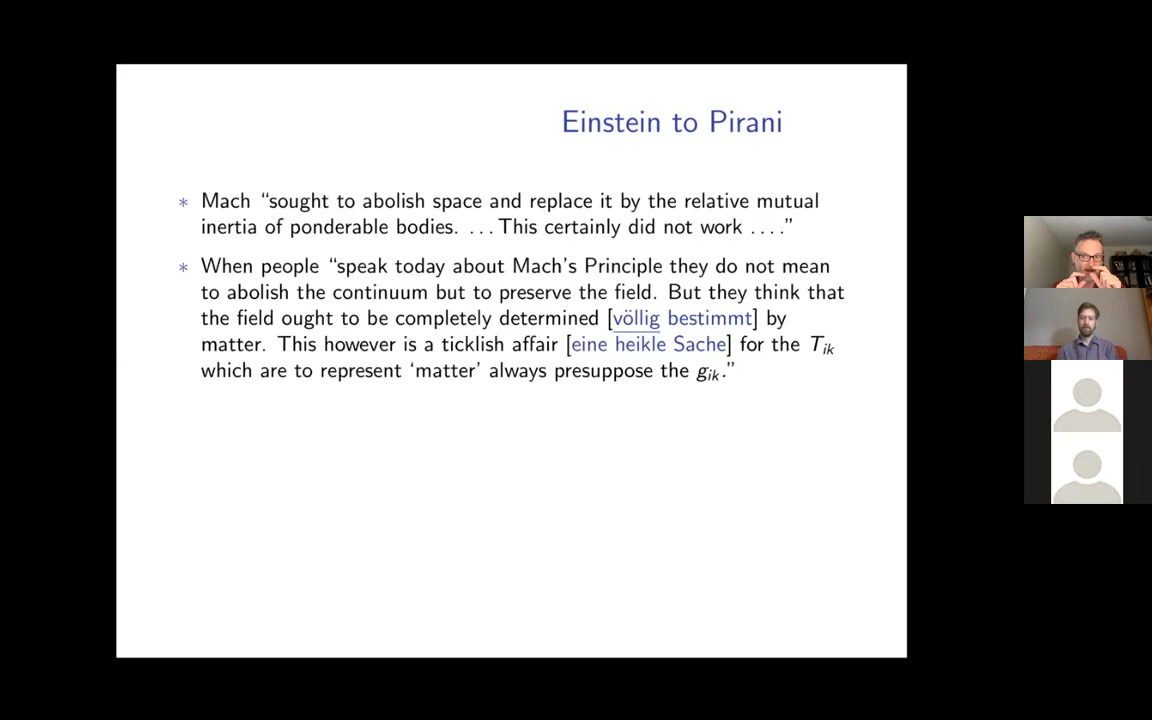 Einstein to Pirani
* Mach “sought to abolish space and replace it by the relative mutual
inertia of ponderable bodies. ...This certainly did not work ....”
* When people “speak today about Mach’s Principle they do not mean
to abolish the continuum but to preserve the field. But they think that
the field ought to be completely determined [völlig bestimmt] by
matter. This however is a ticklish affair [eine heikle Sache] for the Tik
which are to represent ‘matter’ always presuppose the gik.”